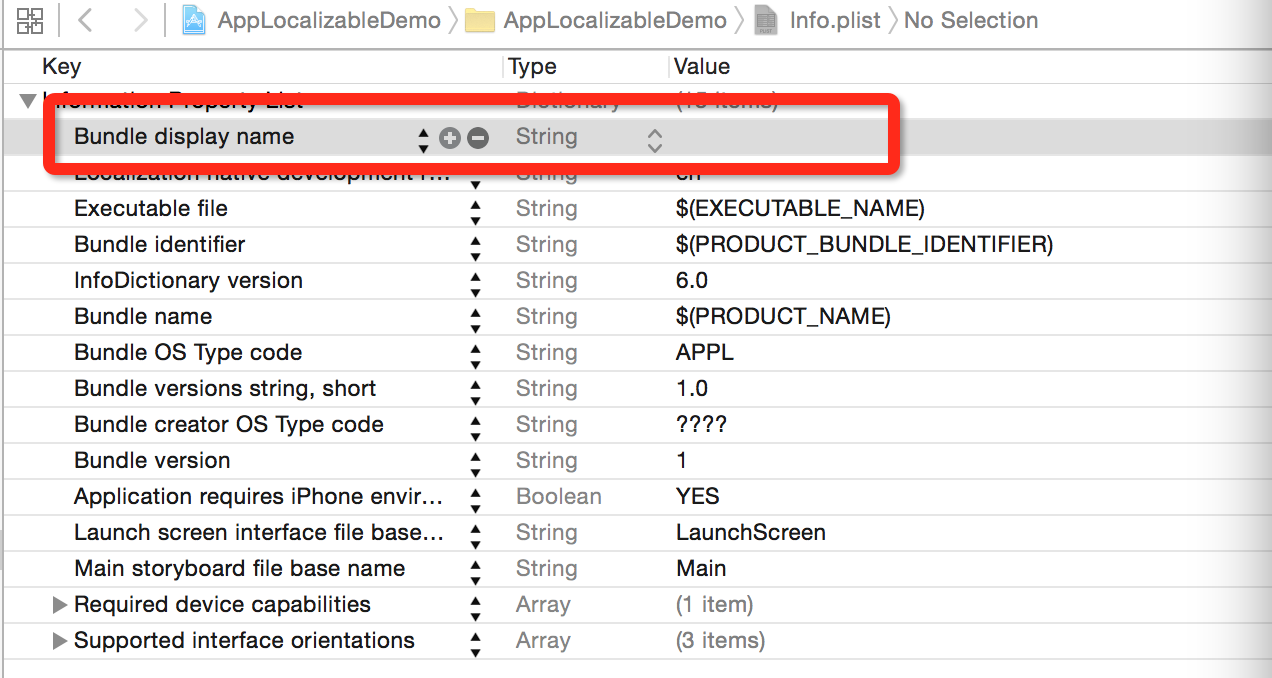 AppLocalizableDemo AppLocalizableDemo Info.plist No Selection
Key Type Value
Information Property List Dictionary (15 items)
Bundle display name String
Localization native development r... String en
Executable file String $(EXECUTABLE_NAME)
Bundle identifier String $(PRODUCT_BUNDLE_IDENTIFIER)
InfoDictionary version String 6.0
Bundle name String $(PRODUCT_NAME)
Bundle OS Type code String APPL
Bundle versions string, short String 1.0
Bundle creator OS Type code String ????
Bundle version String 1
Application requires iPhone envir... Boolean YES
Launch screen interface file base... String LaunchScreen
Main storyboard file base name String Main
Required device capabilities Array (1 item)
Supported interface orientations Array (3 items)